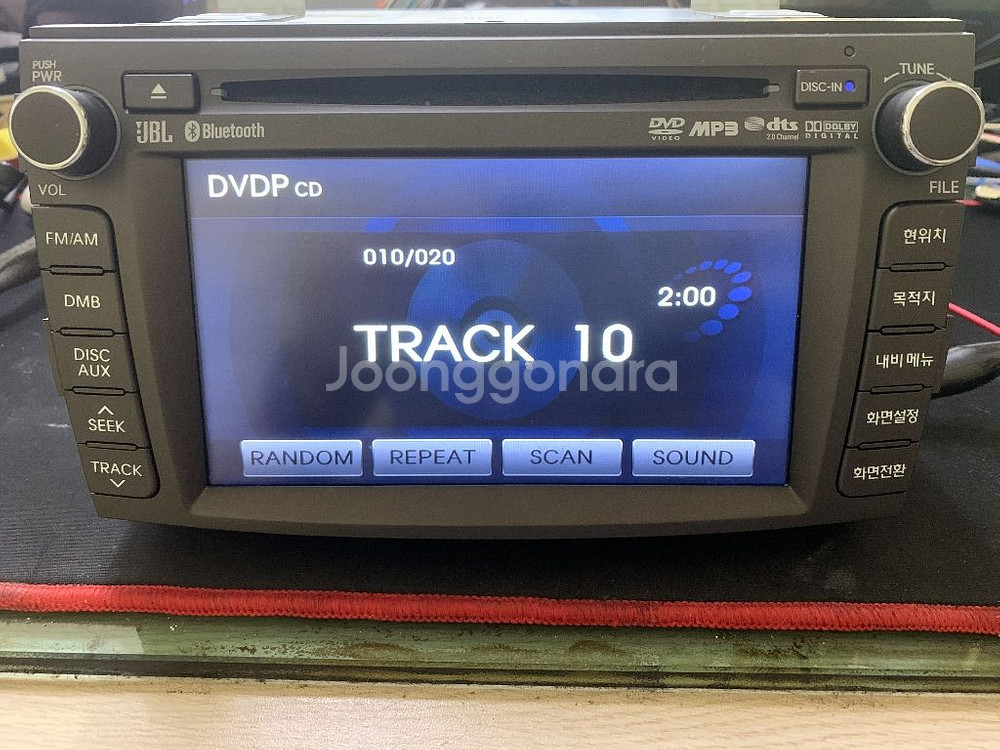 PUSH
PWR
DISC-IN
TUNE
JBL
Bluetooth
DVD
VIDEO
MP3
dts
2.0 Channel
DOLBY
DIGITAL
VOL
FILE
DVDP CD
FM/AM
DMB
DISC
AUX
SEEK
TRACK
010/020
2:00
TRACK 10
Joonggonara
RANDOM
REPEAT
SCAN
SOUND
현위치
목적지
내비메뉴
화면설정
화면전환